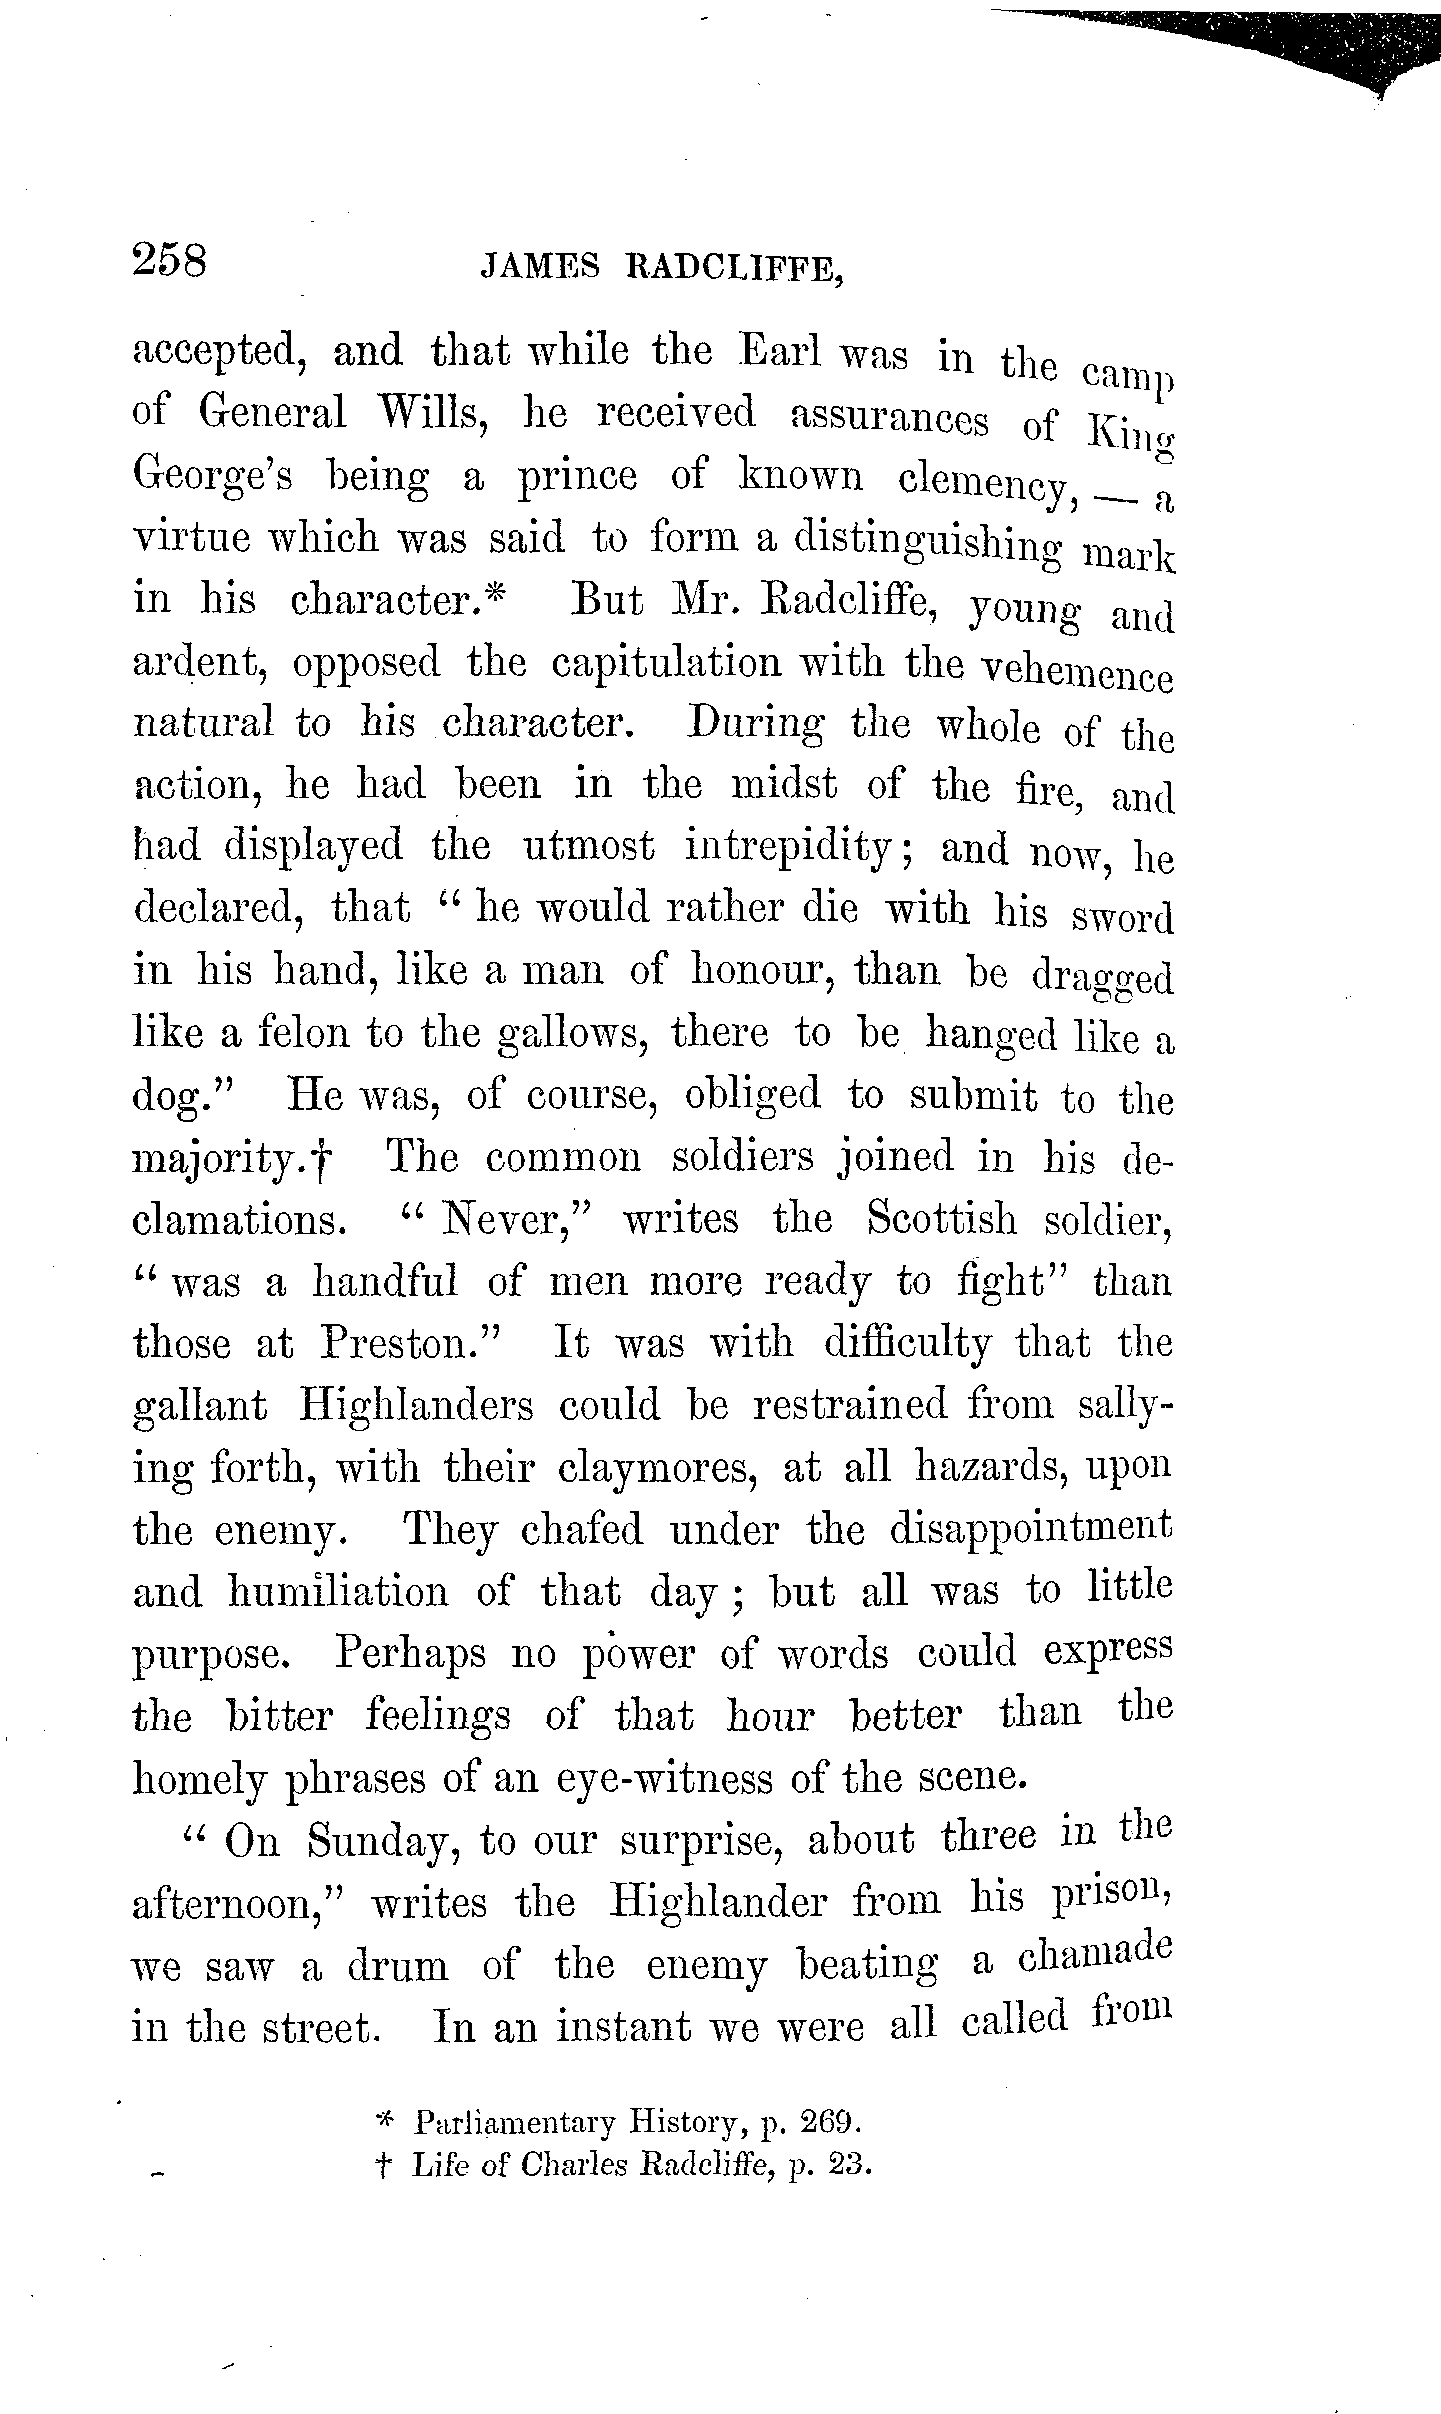 258 JAMES RADCLIFFE,
accepted, and that while the Earl was in the camp
of General Wills, he received assurances of King
George's being a prince of known clemency, — a
virtue which was said to form a distinguishing mark
in his character.* But Mr. Radcliffe, young and
ardent, opposed the capitulation with the vehemence
natural to his character. During the whole of the
action, he had been in the midst of the fire, and
had displayed the utmost intrepidity; and now, he
declared, that “ he would rather die with his sword
in his hand, like a man of honour, than be dragged
like a felon to the gallows, there to be hanged like a
dog.” He was, of course, obliged to submit to the
majority.† The common soldiers joined in his de-
clamations. “ Never,” writes the Scottish soldier,
“ was a handful of men more ready to fight” than
those at Preston.” It was with difficulty that the
gallant Highlanders could be restrained from sally-
ing forth, with their claymores, at all hazards, upon
the enemy. They chafed under the disappointment
and humiliation of that day ; but all was to little
purpose. Perhaps no power of words could express
the bitter feelings of that hour better than the
homely phrases of an eye-witness of the scene.
“ On Sunday, to our surprise, about three in the
afternoon,” writes the Highlander from his prison,
we saw a drum of the enemy beating a chamade
in the street. In an instant we were all called from
* Parliamentary History, p. 269.
† Life of Charles Radcliffe, p. 23.